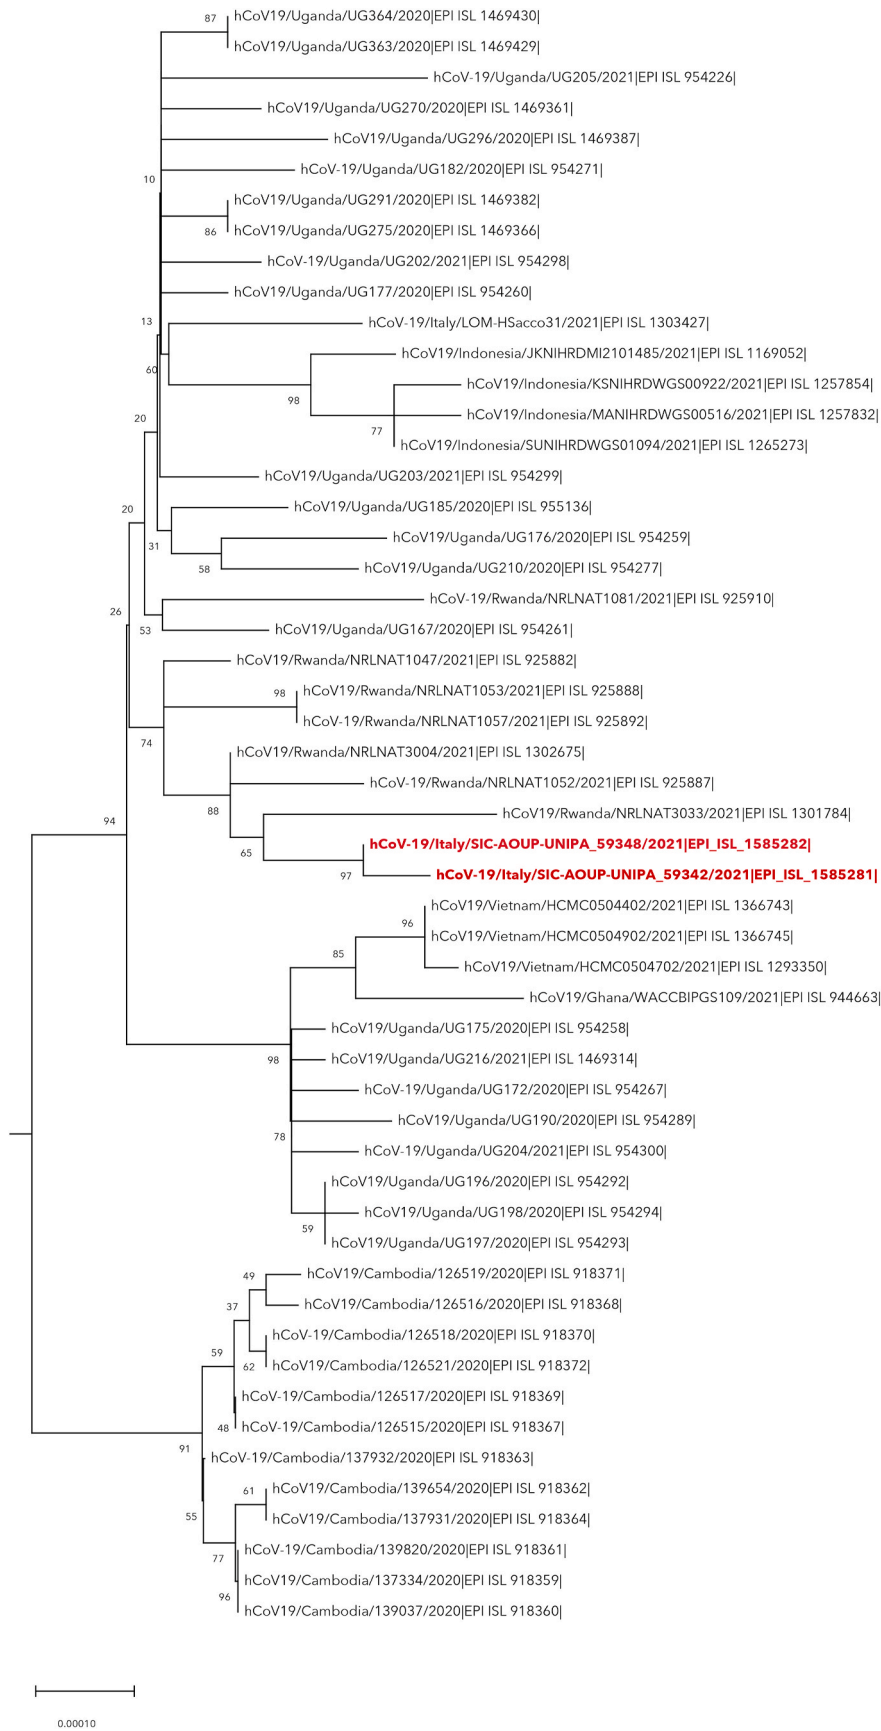 87
hCoV19/Uganda/UG364/2020|EPI ISL 1469430|
hCoV19/Uganda/UG363/2020|EPI ISL 1469429|
hCoV-19/Uganda/UG205/2021|EPI ISL 954226|
hCoV19/Uganda/UG270/2020|EPI ISL 1469361|
hCoV19/Uganda/UG296/2020|EPI ISL 1469387|
hCoV-19/Uganda/UG182/2020|EPI ISL 954271|
10
hCoV19/Uganda/UG291/2020|EPI ISL 1469382|
86
hCoV19/Uganda/UG275/2020|EPI ISL 1469366|
hCoV-19/Uganda/UG202/2021|EPI ISL 954298|
hCoV19/Uganda/UG177/2020|EPI ISL 954260|
13
hCoV-19/Italy/LOM-HSacco31/2021|EPI ISL 1303427|
hCoV19/Indonesia/JKNIHRDMI2101485/2021|EPI ISL 1169052|
60
hCoV19/Indonesia/KSNIHRDWGS00922/2021|EPI ISL 1257854|
98
hCoV19/Indonesia/MANIHRDWGS00516/2021|EPI ISL 1257832|
20
77
hCoV19/Indonesia/SUNIHRDWGS01094/2021|EPI ISL 1265273|
hCoV19/Uganda/UG203/2021|EPI ISL 954299|
20
hCoV19/Uganda/UG185/2020|EPI ISL 955136|
hCoV19/Uganda/UG176/2020|EPI ISL 954259|
31
58
hCoV19/Uganda/UG210/2020|EPI ISL 954277|
hCoV-19/Rwanda/NRLNAT1081/2021|EPI ISL 925910|
26
53
hCoV19/Uganda/UG167/2020|EPI ISL 954261|
hCoV19/Rwanda/NRLNAT1047/2021|EPI ISL 925882|
98
hCoV19/Rwanda/NRLNAT1053/2021|EPI ISL 925888|
hCoV-19/Rwanda/NRLNAT1057/2021|EPI ISL 925892|
74
hCoV19/Rwanda/NRLNAT3004/2021|EPI ISL 1302675|
hCoV-19/Rwanda/NRLNAT1052/2021|EPI ISL 925887|
88
hCoV19/Rwanda/NRLNAT3033/2021|EPI ISL 1301784|
94
hCoV-19/Italy/SIC-AOUP-UNIPA_59348/2021|EPI_ISL_1585282|
65
97
hCoV-19/Italy/SIC-AOUP-UNIPA_59342/2021|EPI_ISL_1585281|
hCoV19/Vietnam/HCMC0504402/2021|EPI ISL 1366743|
96
hCoV19/Vietnam/HCMC0504902/2021|EPI ISL 1366745|
85
hCoV19/Vietnam/HCMC0504702/2021|EPI ISL 1293350|
hCoV19/Ghana/WACCBIPGS109/2021|EPI ISL 944663|
hCoV19/Uganda/UG175/2020|EPI ISL 954258|
98
hCoV19/Uganda/UG216/2021|EPI ISL 1469314|
hCoV-19/Uganda/UG172/2020|EPI ISL 954267|
hCoV19/Uganda/UG190/2020|EPI ISL 954289|
78
hCoV-19/Uganda/UG204/2021|EPI ISL 954300|
hCoV19/Uganda/UG196/2020|EPI ISL 954292|
hCoV19/Uganda/UG198/2020|EPI ISL 954294|
59
hCoV19/Uganda/UG197/2020|EPI ISL 954293|
49
hCoV19/Cambodia/126519/2020|EPI ISL 918371|
37
hCoV19/Cambodia/126516/2020|EPI ISL 918368|
hCoV-19/Cambodia/126518/2020|EPI ISL 918370|
59
62
hCoV19/Cambodia/126521/2020|EPI ISL 918372|
hCoV-19/Cambodia/126517/2020|EPI ISL 918369|
48
hCoV-19/Cambodia/126515/2020|EPI ISL 918367|
91
hCoV-19/Cambodia/137932/2020|EPI ISL 918363|
61
hCoV19/Cambodia/139654/2020|EPI ISL 918362|
55
hCoV19/Cambodia/137931/2020|EPI ISL 918364|
77
hCoV-19/Cambodia/139820/2020|EPI ISL 918361|
hCoV19/Cambodia/137334/2020|EPI ISL 918359|
96
hCoV19/Cambodia/139037/2020|EPI ISL 918360|
0.00010